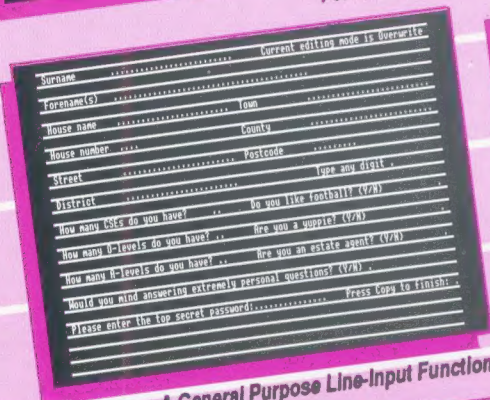 Current editing mode is Overwrite
Surname ........................
Forename(s) ........................................
House name ....................... Town .........................
House number .... County .........................
Street ....................... Postcode .........
District ....................... Type any digit .
How many CSEs do you have? .. Do you like football? (Y/N) .
How many O-levels do you have? .. Are you a yuppie? (Y/N) .
How many A-levels do you have? .. Are you an estate agent? (Y/N) .
Would you mind answering extremely personal questions? (Y/N) .
Please enter the top secret password:............... Press Copy to finish: .
A General Purpose Line-Input Function